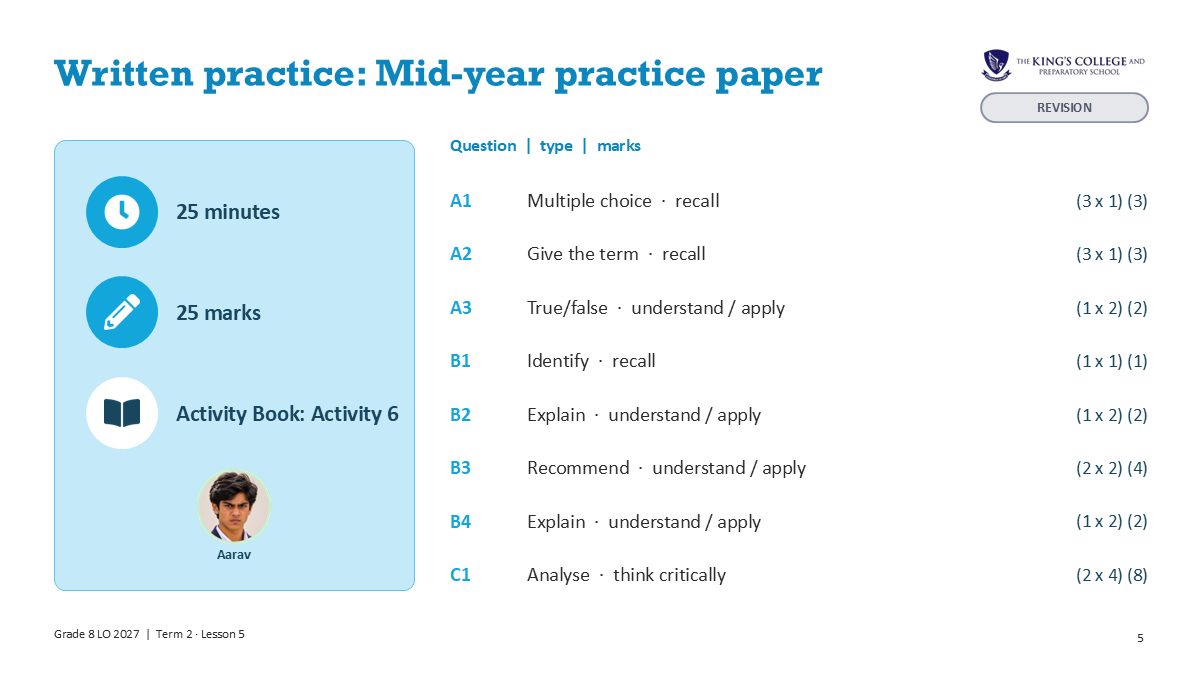 Written practice: Mid-year practice paper
THE KING'S COLLEGE AND
PREPARATORY SCHOOL
REVISION
25 minutes
25 marks
Activity Book: Activity 6
Aarav
Question | type | marks
A1 Multiple choice · recall (3 x 1) (3)
A2 Give the term · recall (3 x 1) (3)
A3 True/false · understand / apply (1 x 2) (2)
B1 Identify · recall (1 x 1) (1)
B2 Explain · understand / apply (1 x 2) (2)
B3 Recommend · understand / apply (2 x 2) (4)
B4 Explain · understand / apply (1 x 2) (2)
C1 Analyse · think critically (2 x 4) (8)
Grade 8 LO 2027 | Term 2 · Lesson 5
5